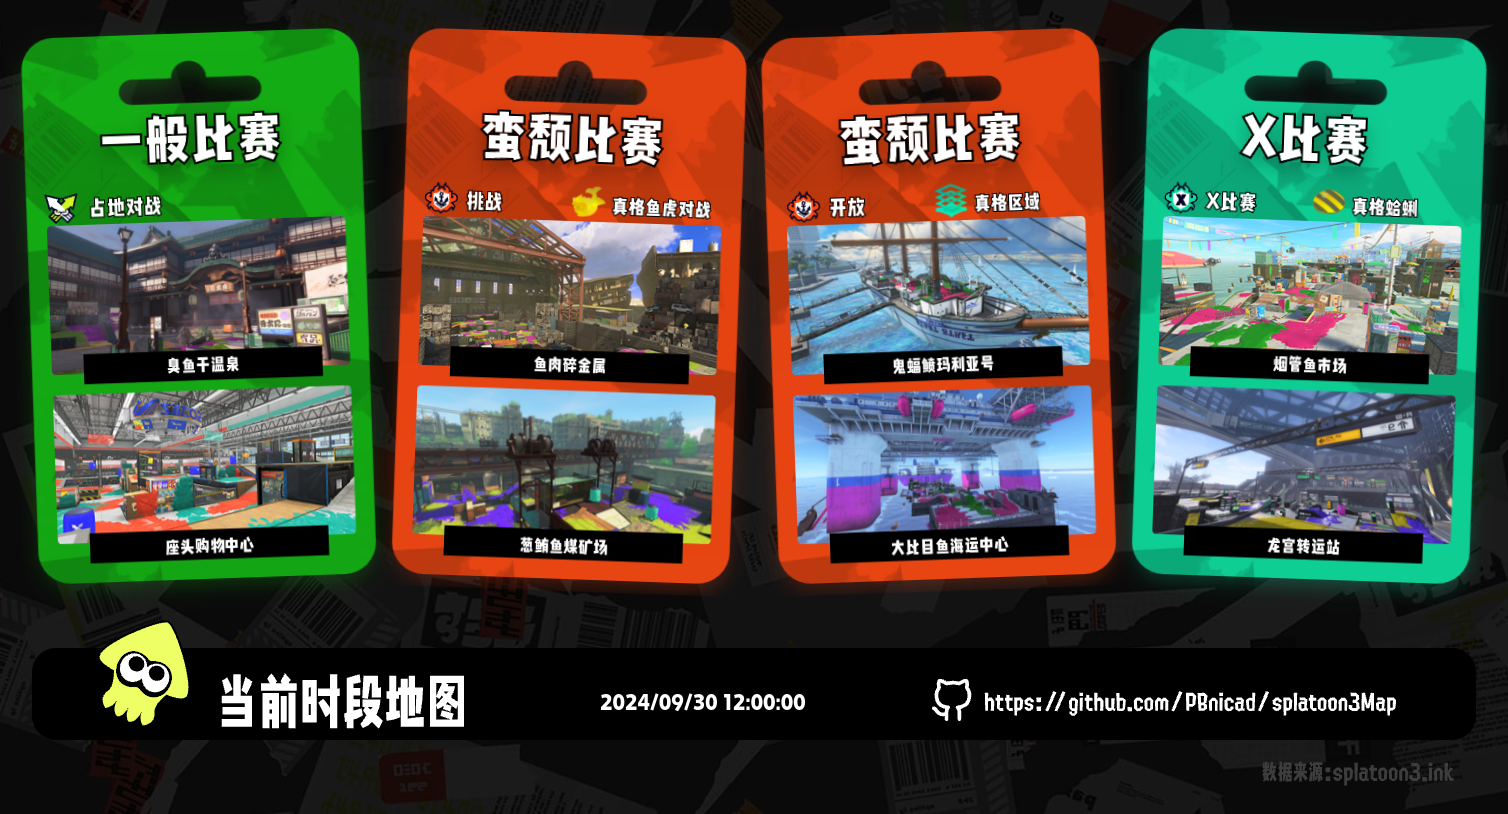 一般比赛
占地对战
臭鱼干温泉
座头购物中心
蛮颓比赛
挑战
真格鱼虎对战
鱼肉碎金属
葱鲔鱼煤矿场
蛮颓比赛
开放
真格区域
鬼蝠鲼玛利亚号
大比目鱼海运中心
X比赛
X比赛
真格蛤蜊
烟管鱼市场
龙宫转运站
当前时段地图
2024/09/30 12:00:00
https://github.com/PBnicad/splatoon3Map
数据来源:splatoon3.ink